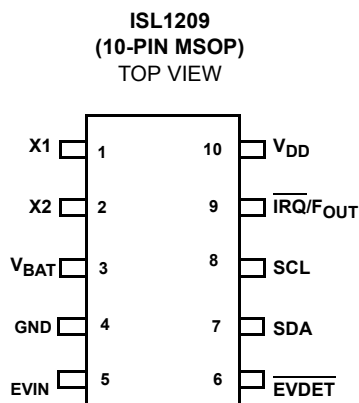 ISL1209
(10-PIN MSOP)
TOP VIEW
X1 1 10 VDD
X2 2 9 IRQ/FOUT
VBAT 3 8 SCL
GND 4 7 SDA
EVIN 5 6 EVDET